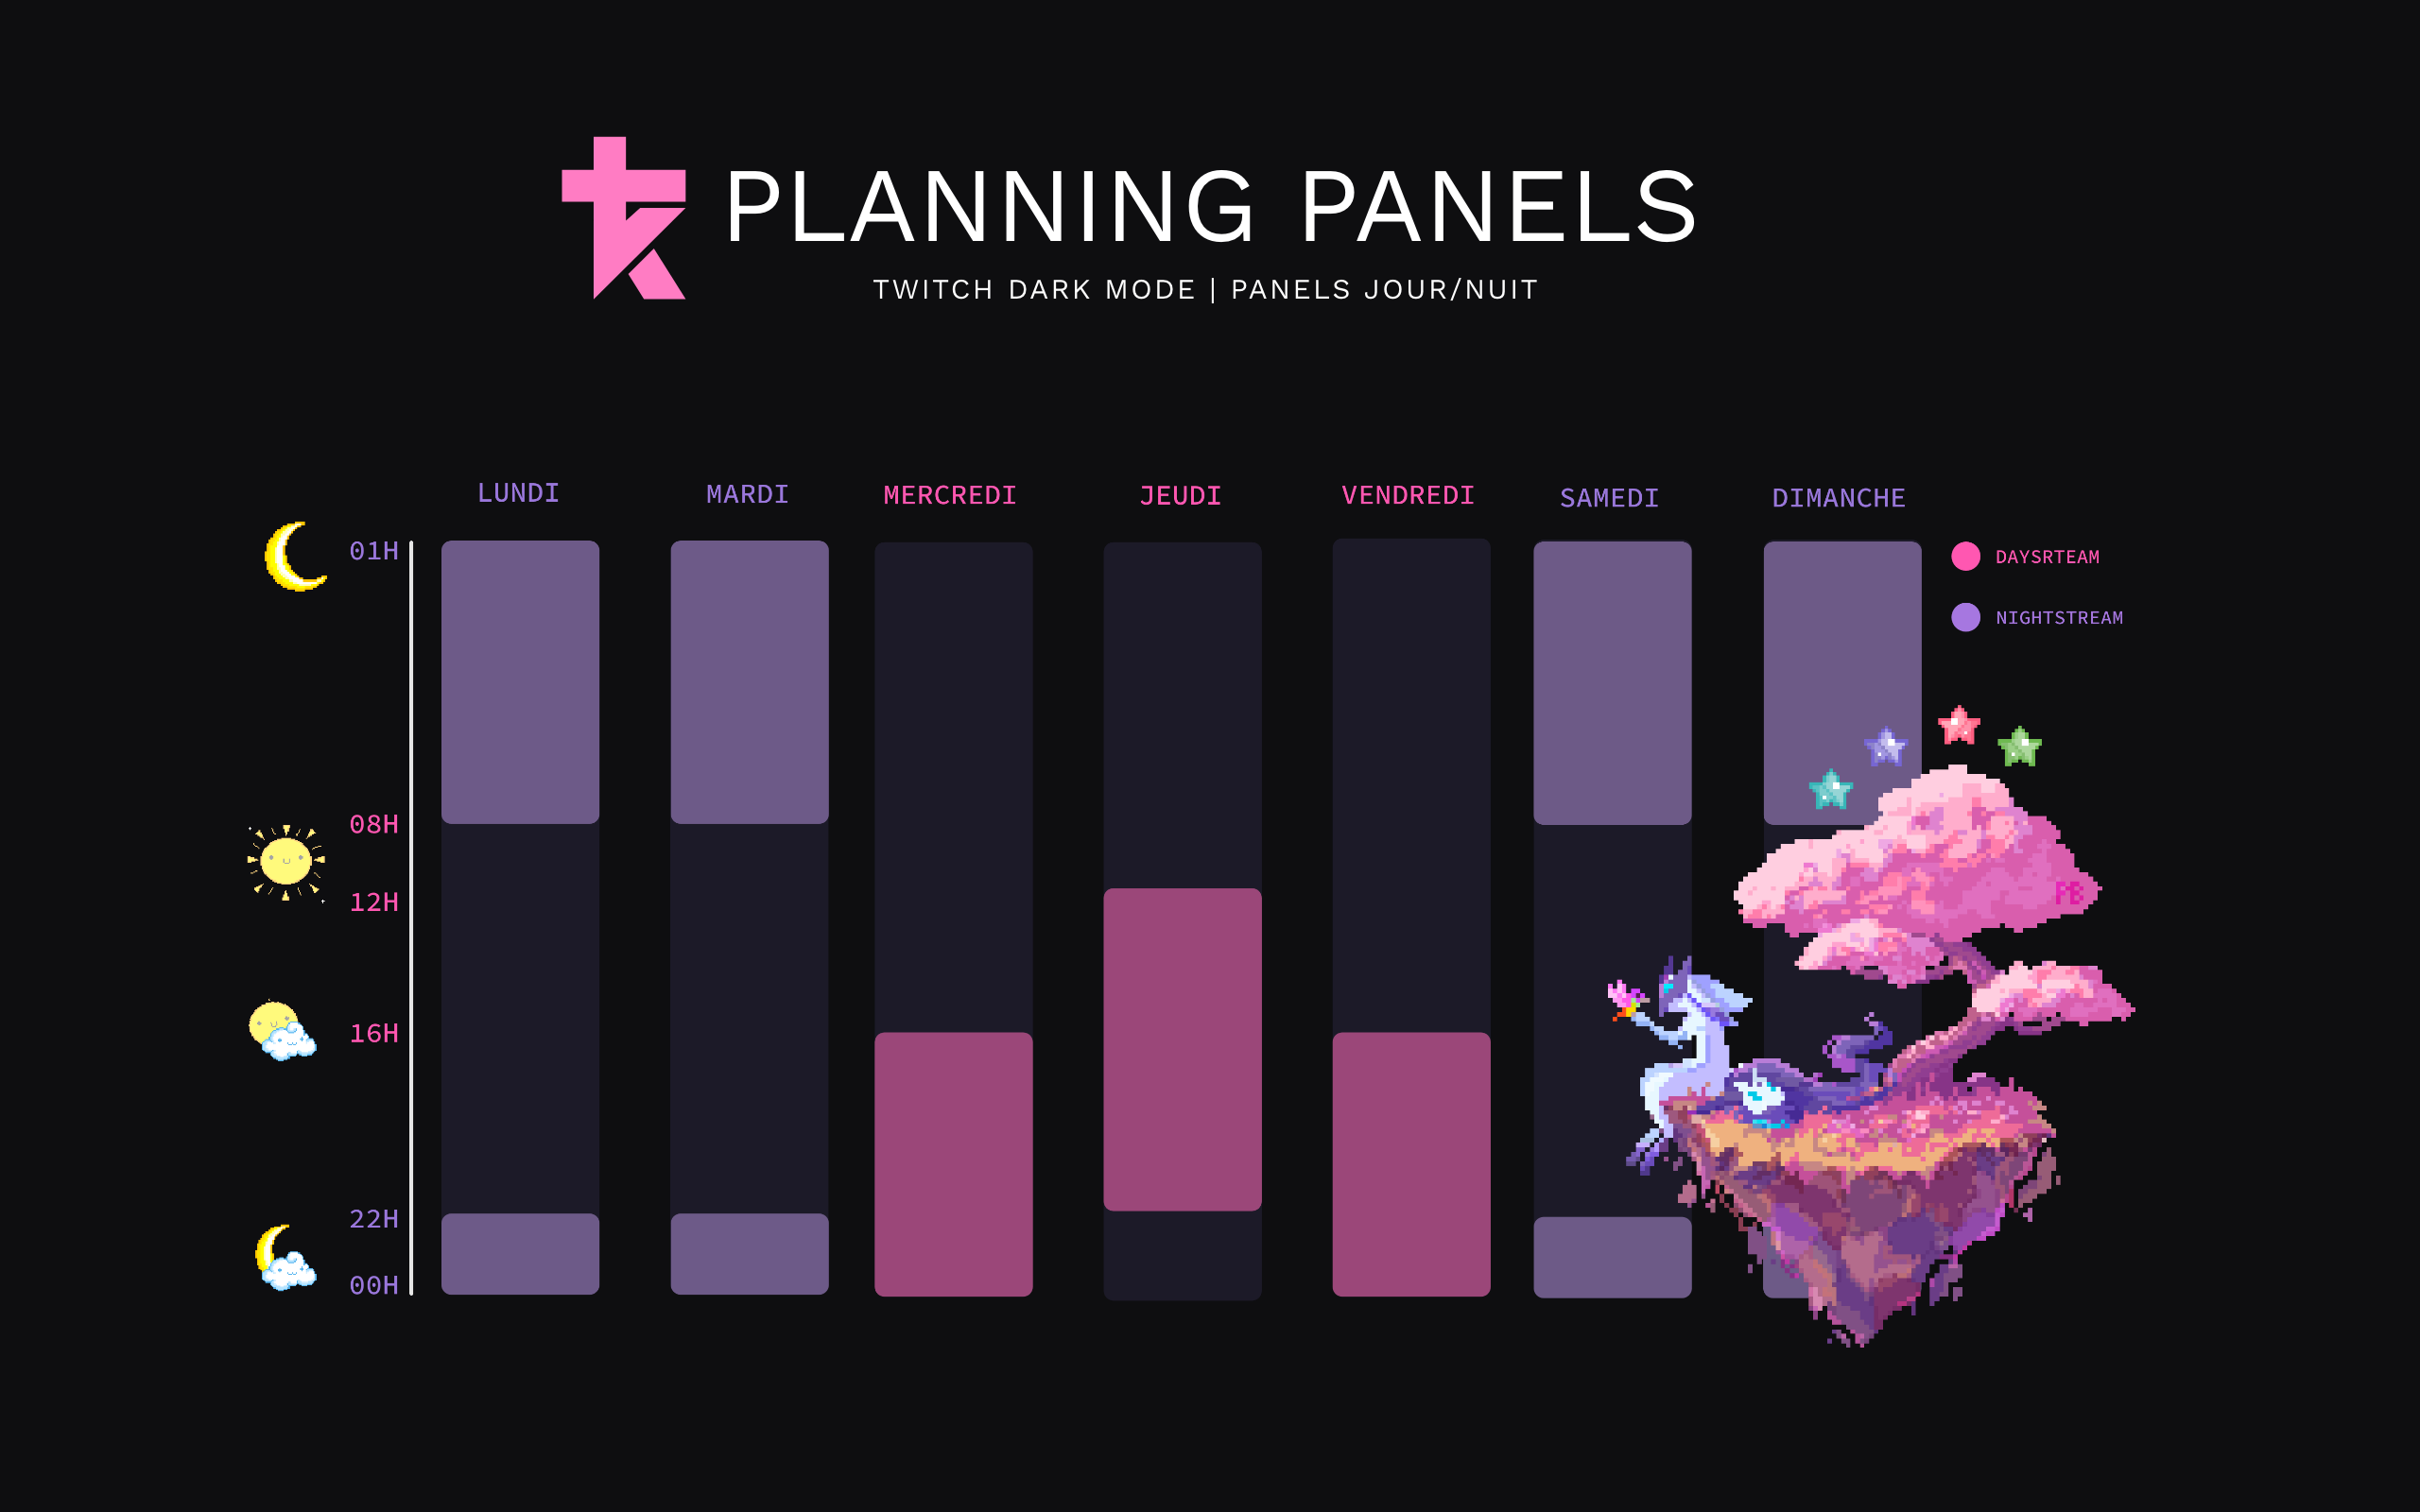 PLANNING PANELS
TWITCH DARK MODE | PANELS JOUR/NUIT
LUNDI MARDI MERCREDI JEUDI VENDREDI SAMEDI DIMANCHE
01H
DAYSRTEAM
NIGHTSTREAM
08H
12H
PB
16H
22H
00H